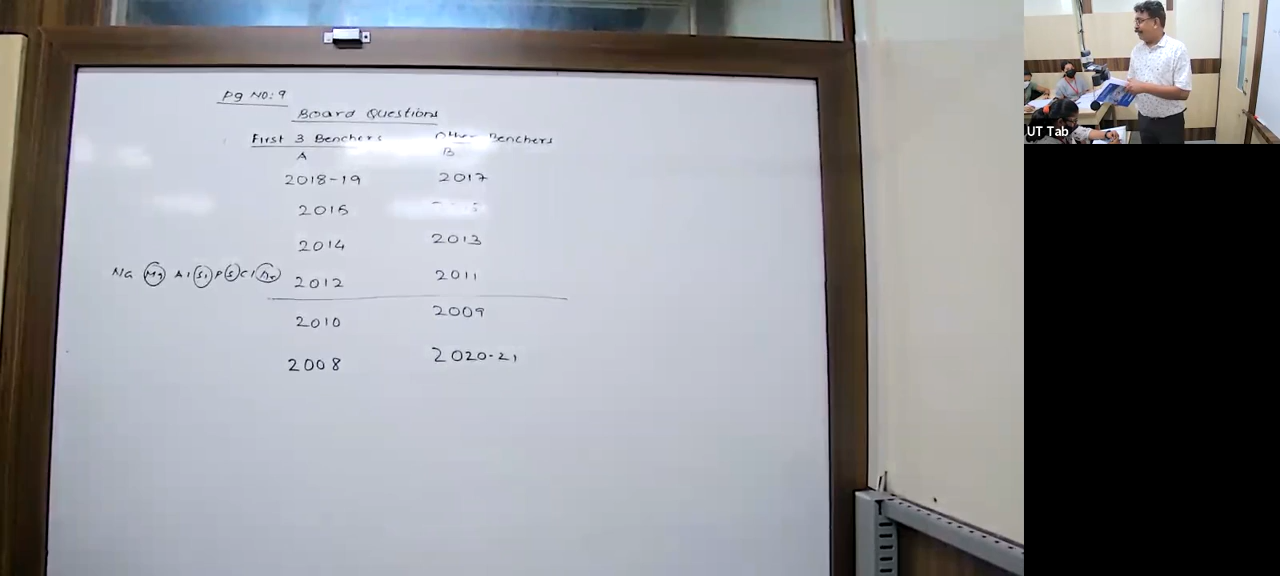 Pg No: 9
Board Questions
First 3 Benchers Other Benchers
A B
2018-19 2017
2015
2014 2013
Na Mg Al Si P S Cl Ar 2012 2011
2010 2009
2008 2020-21
UT Tab